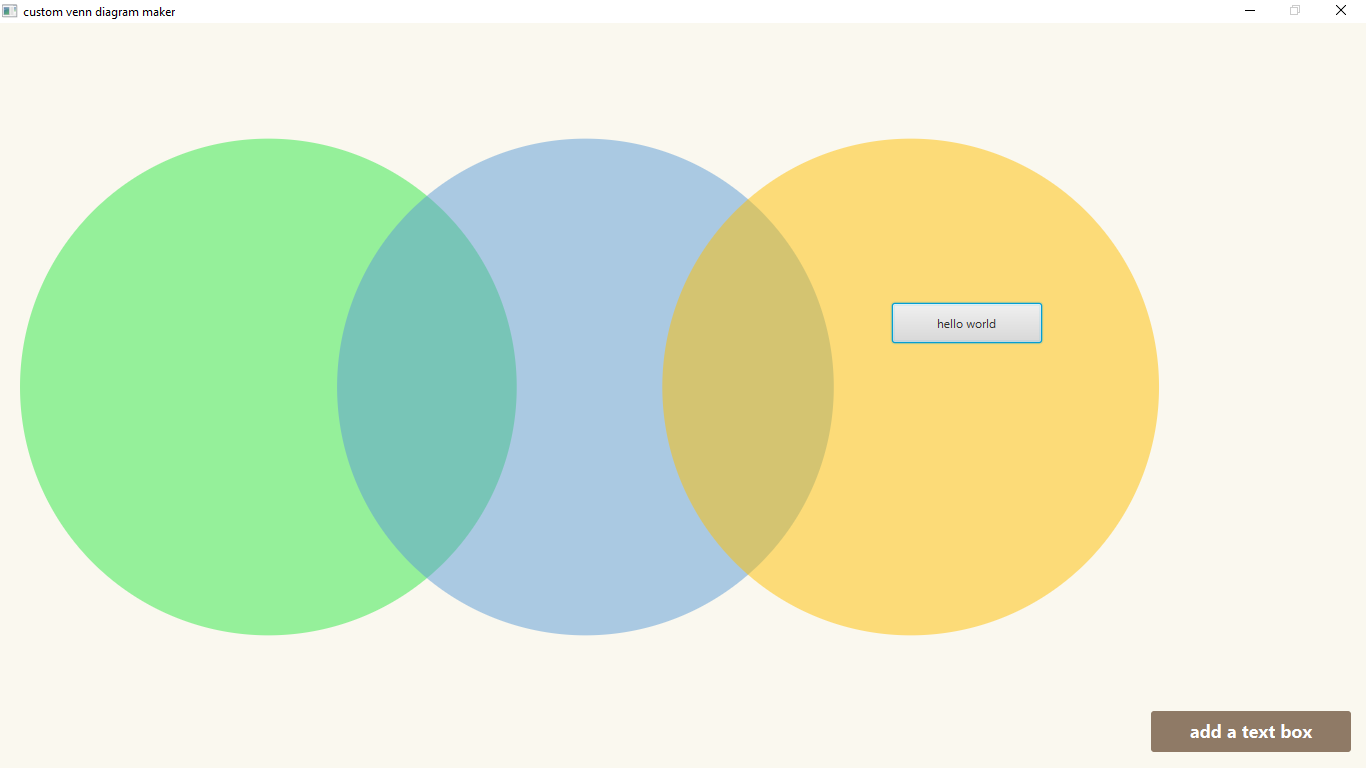 custom venn diagram maker
hello world
add a text box